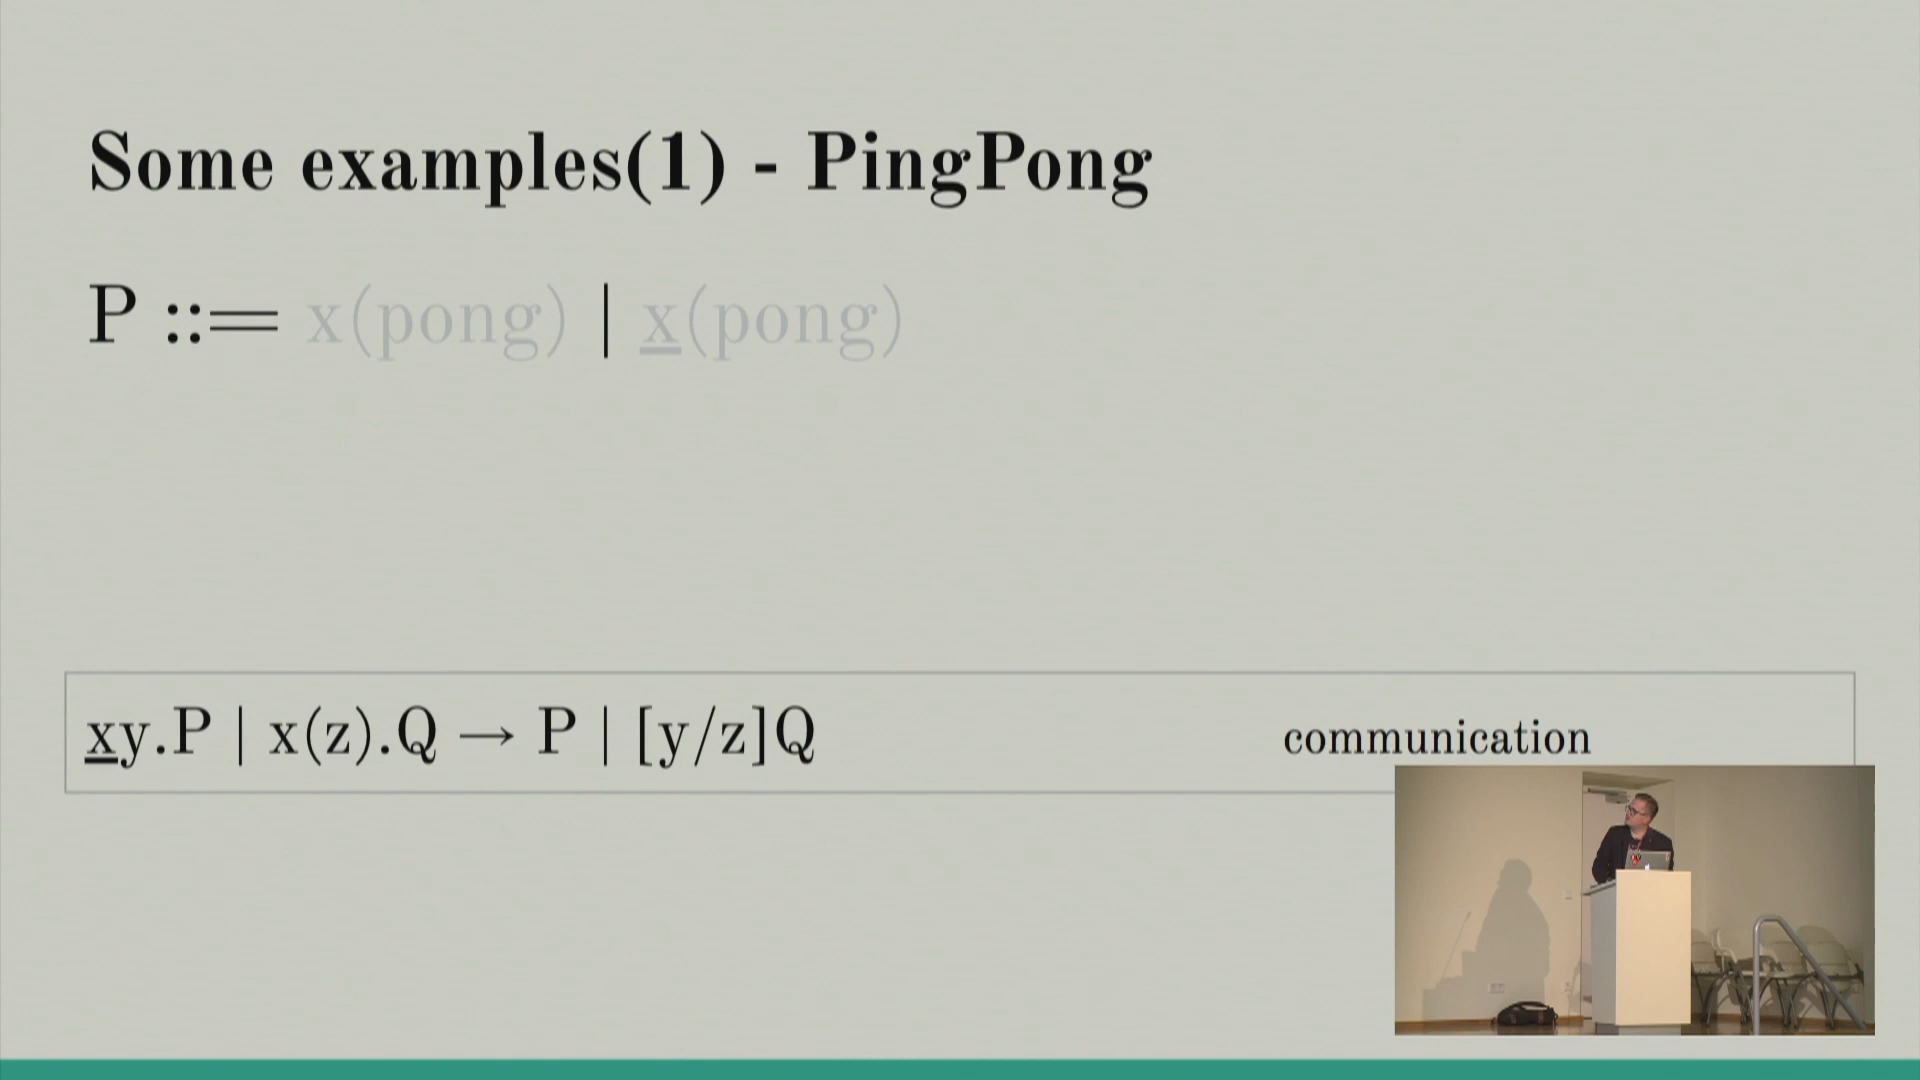 Some examples(1) - PingPong
P ::= x(pong) | x(pong)
xy.P | x(z).Q → P | [y/z]Q
communication